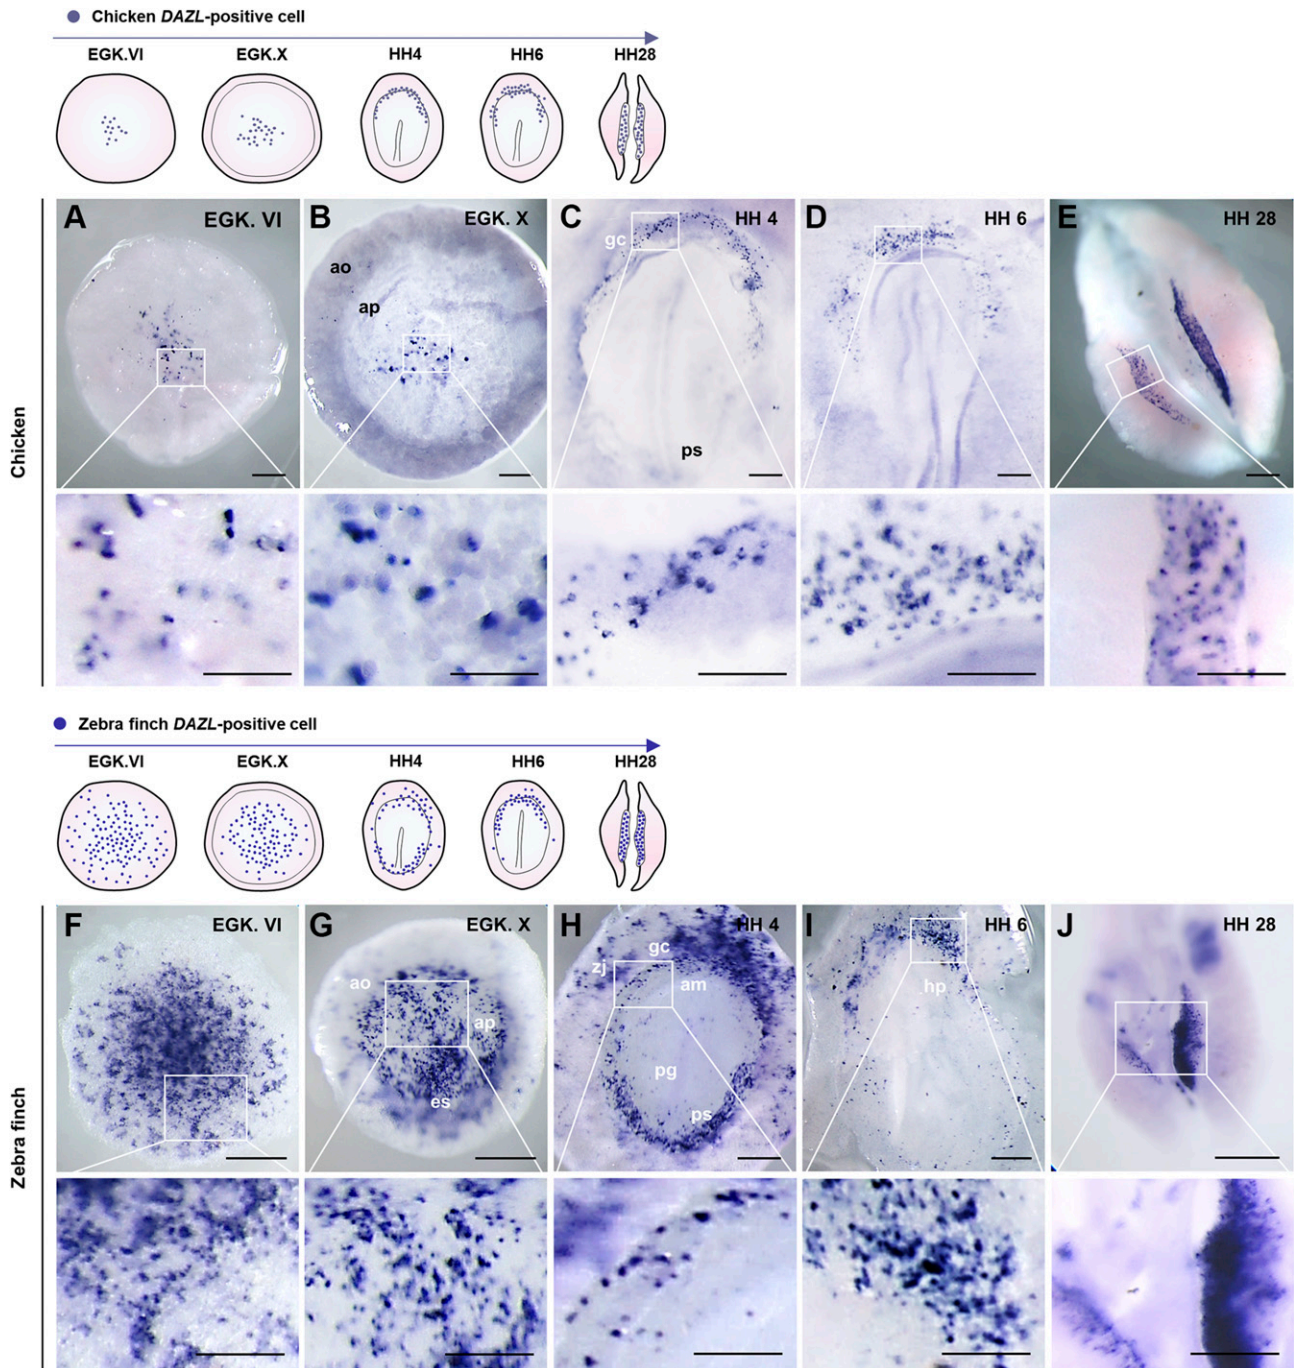 Chicken DAZL-positive cell
EGK.VI EGK.X HH4 HH6 HH28
Chicken
A EGK. VI B EGK. X C HH 4 D HH 6 E HH 28
ao ap gc ps
Zebra finch DAZL-positive cell
EGK.VI EGK.X HH4 HH6 HH28
Zebra finch
F EGK. VI G EGK. X H HH 4 I HH 6 J HH 28
ao ap es gc zj am pg ps hp